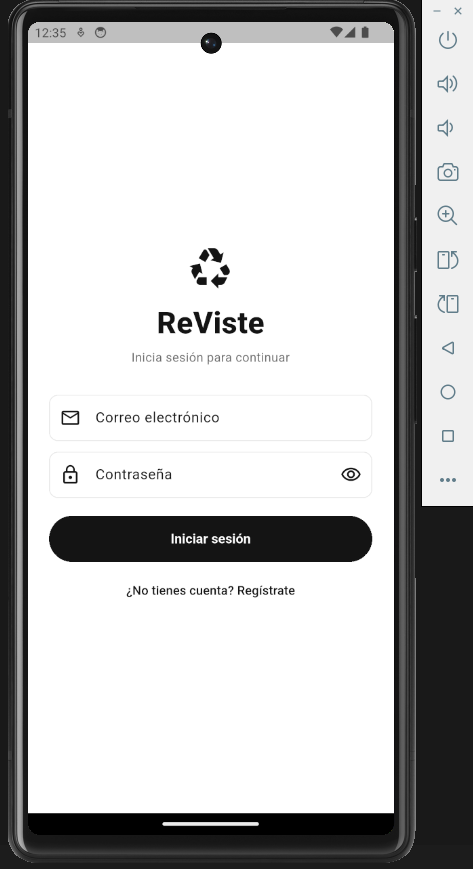 12:35
ReViste
Inicia sesión para continuar
Correo electrónico
Contraseña
Iniciar sesión
¿No tienes cuenta? Regístrate